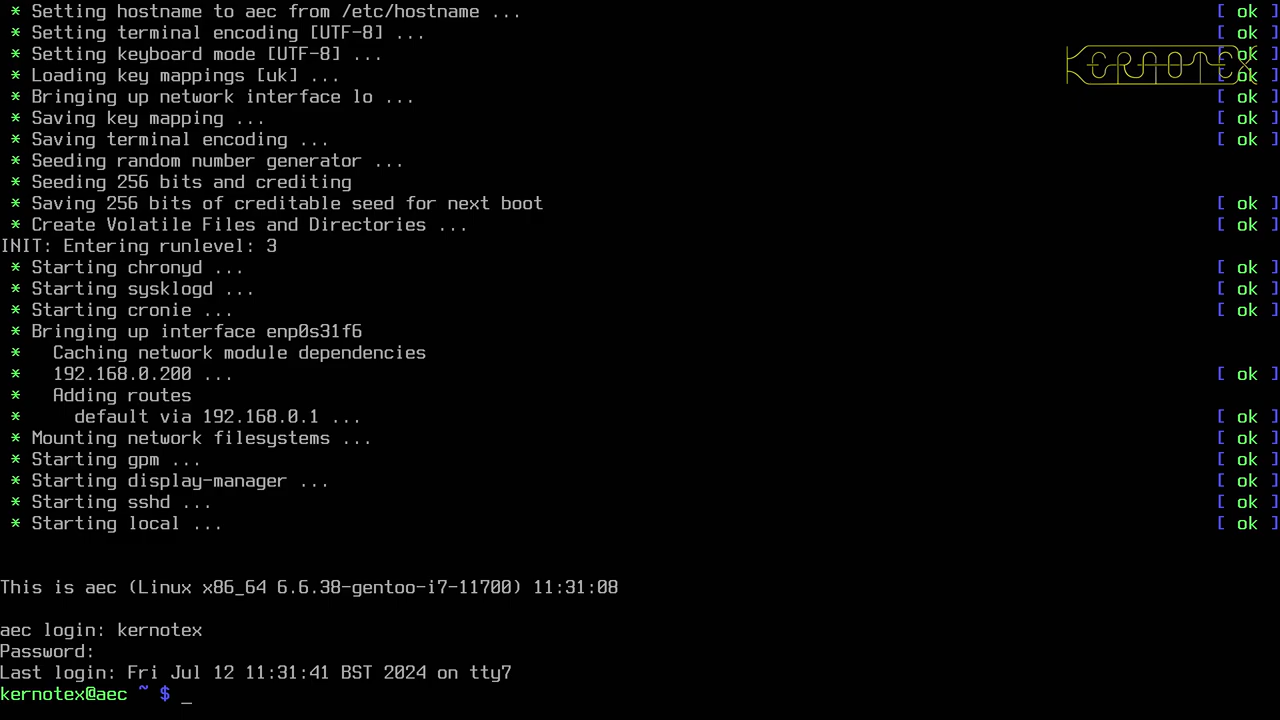 * Setting hostname to aec from /etc/hostname ... [ ok ]
* Setting terminal encoding [UTF-8] ... [ ok ]
* Setting keyboard mode [UTF-8] ... [ ok ]
KERNOTEX
* Loading key mappings [uk] ... [ ok ]
* Bringing up network interface lo ... [ ok ]
* Saving key mapping ... [ ok ]
* Saving terminal encoding ... [ ok ]
* Seeding random number generator ...
* Seeding 256 bits and crediting
* Saving 256 bits of creditable seed for next boot [ ok ]
* Create Volatile Files and Directories ... [ ok ]
INIT: Entering runlevel: 3
* Starting chronyd ... [ ok ]
* Starting sysklogd ... [ ok ]
* Starting cronie ... [ ok ]
* Bringing up interface enp0s31f6
*   Caching network module dependencies
*   192.168.0.200 ... [ ok ]
*   Adding routes
*     default via 192.168.0.1 ... [ ok ]
* Mounting network filesystems ... [ ok ]
* Starting gpm ... [ ok ]
* Starting display-manager ... [ ok ]
* Starting sshd ... [ ok ]
* Starting local ... [ ok ]
This is aec (Linux x86_64 6.6.38-gentoo-i7-11700) 11:31:08
aec login: kernotex
Password:
Last login: Fri Jul 12 11:31:41 BST 2024 on tty7
kernotex@aec ~ $ _